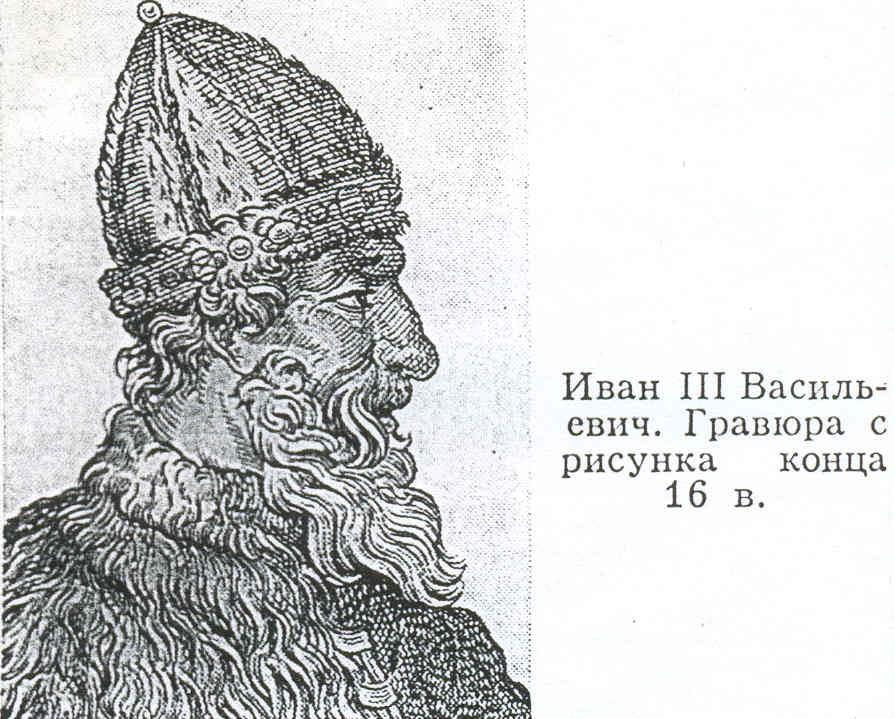 Иван III Василь-
евич. Гравюра с
рисунка конца
16 в.